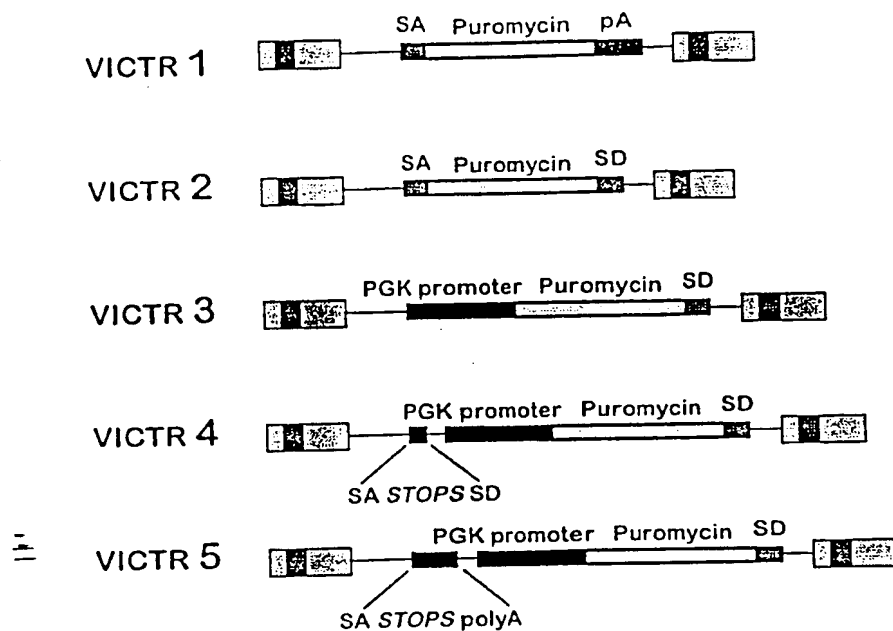 SA Puromycin pA
VICTR 1
SA Puromycin SD
VICTR 2
PGK promoter Puromycin SD
VICTR 3
PGK promoter Puromycin SD
VICTR 4
SA STOPS SD
PGK promoter Puromycin SD
VICTR 5
SA STOPS polyA